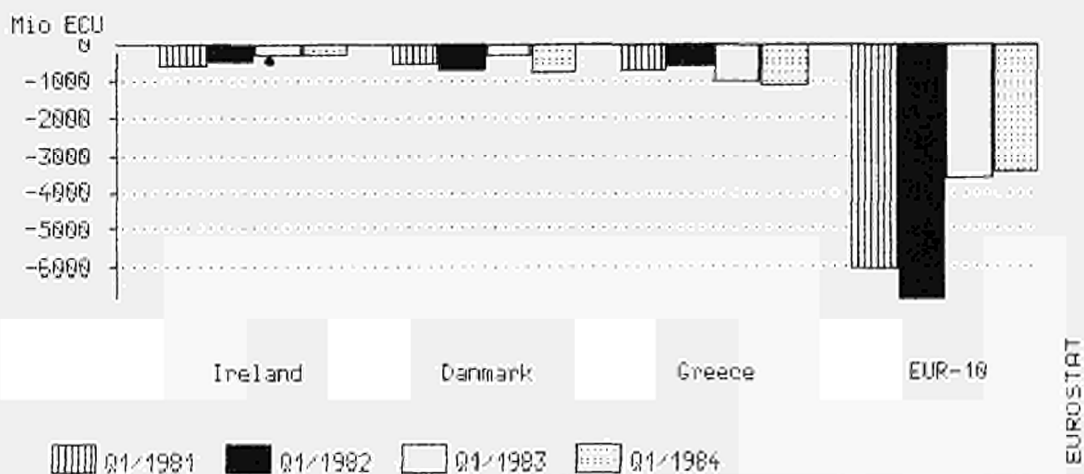 Mio ECU
0
-1000
-2000
-3000
-4000
-5000
-6000
Ireland Danmark Greece EUR-10
EUROSTAT
Q1/1981 Q1/1982 Q1/1983 Q1/1984